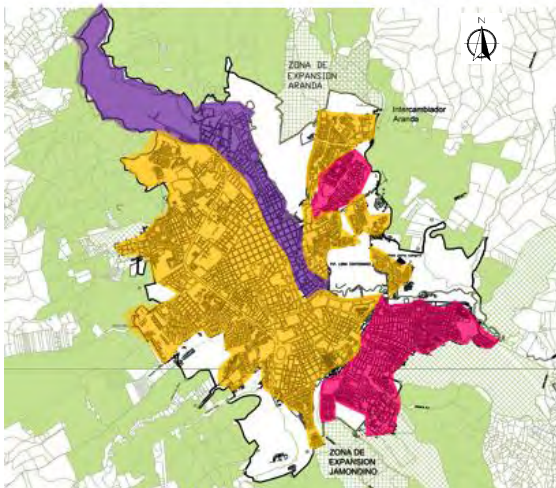 N
ZONA DE
EXPANSION
ARANDA
Intercambiador
Aranda
ZONA DE
EXPANSION
JAMONDINO